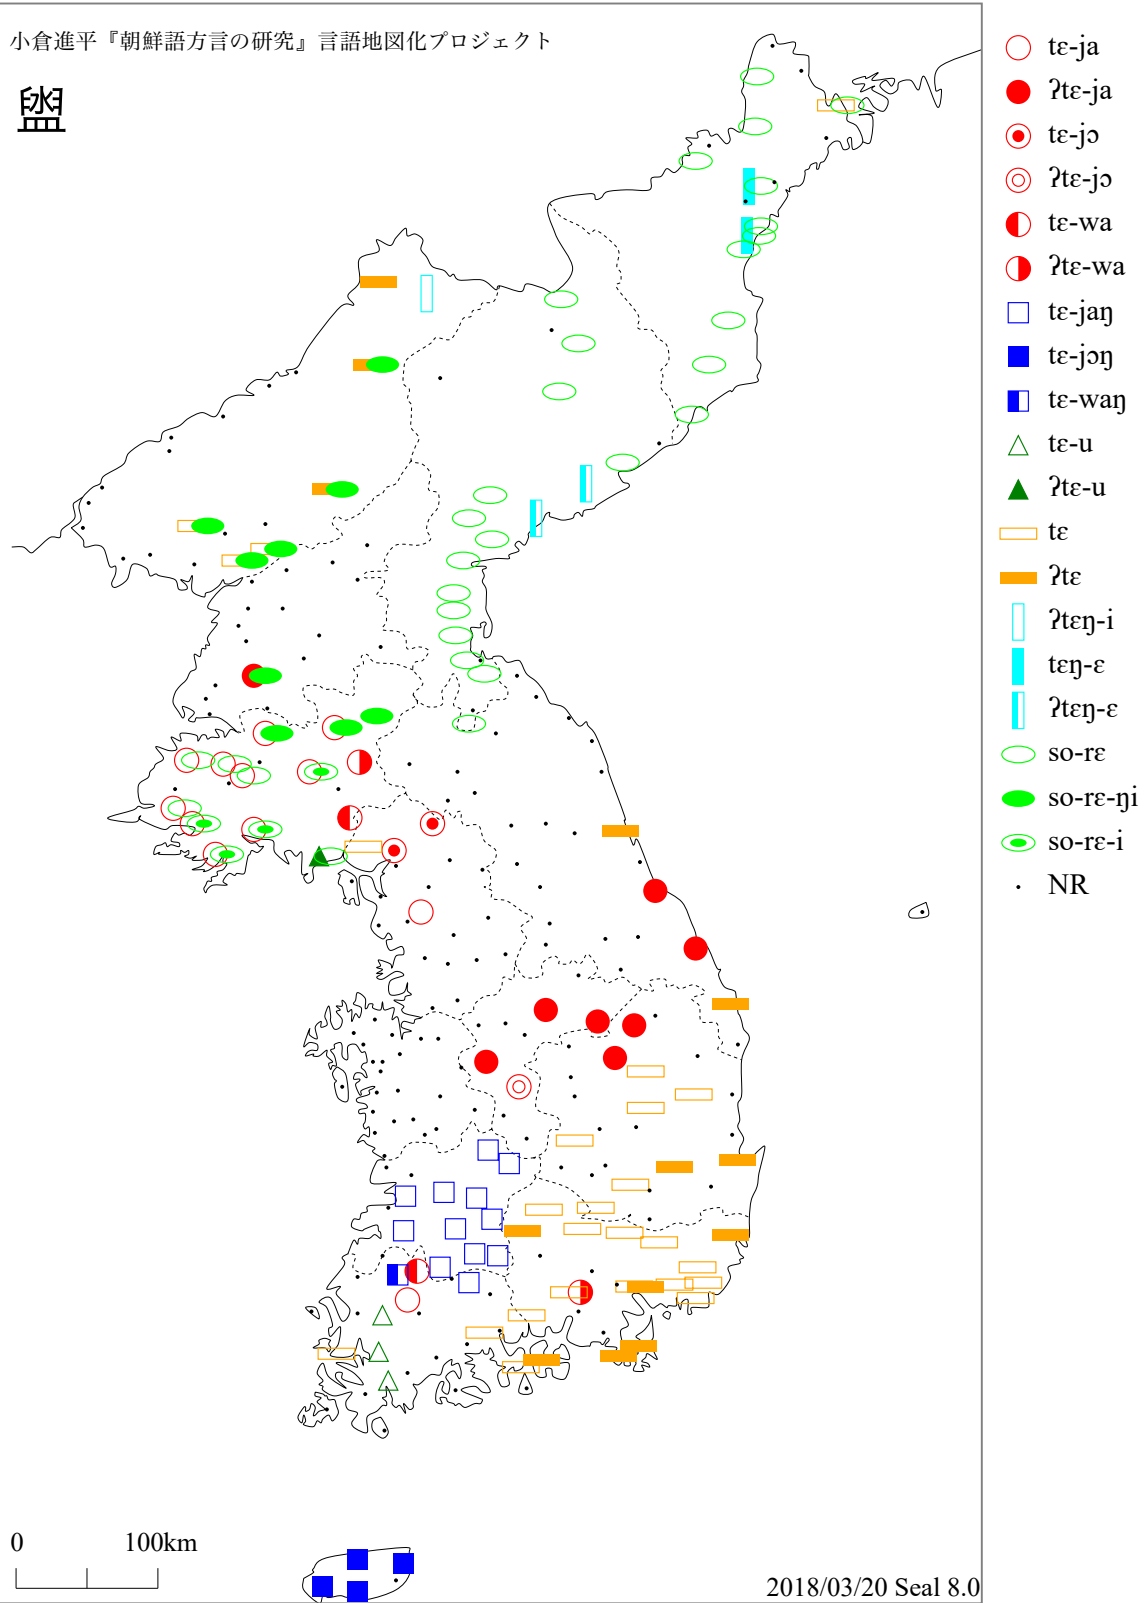 小倉進平『朝鮮語方言の研究』言語地図化プロジェクト
盥
tɛ-ja
ʔtɛ-ja
tɛ-jɔ
ʔtɛ-jɔ
tɛ-wa
ʔtɛ-wa
tɛ-jaŋ
tɛ-jɔŋ
tɛ-waŋ
tɛ-u
ʔtɛ-u
tɛ
ʔtɛ
ʔtɛŋ-i
tɛŋ-ɛ
ʔtɛŋ-ɛ
so-rɛ
so-rɛ-ŋi
so-rɛ-i
NR
0 100km
2018/03/20 Seal 8.0